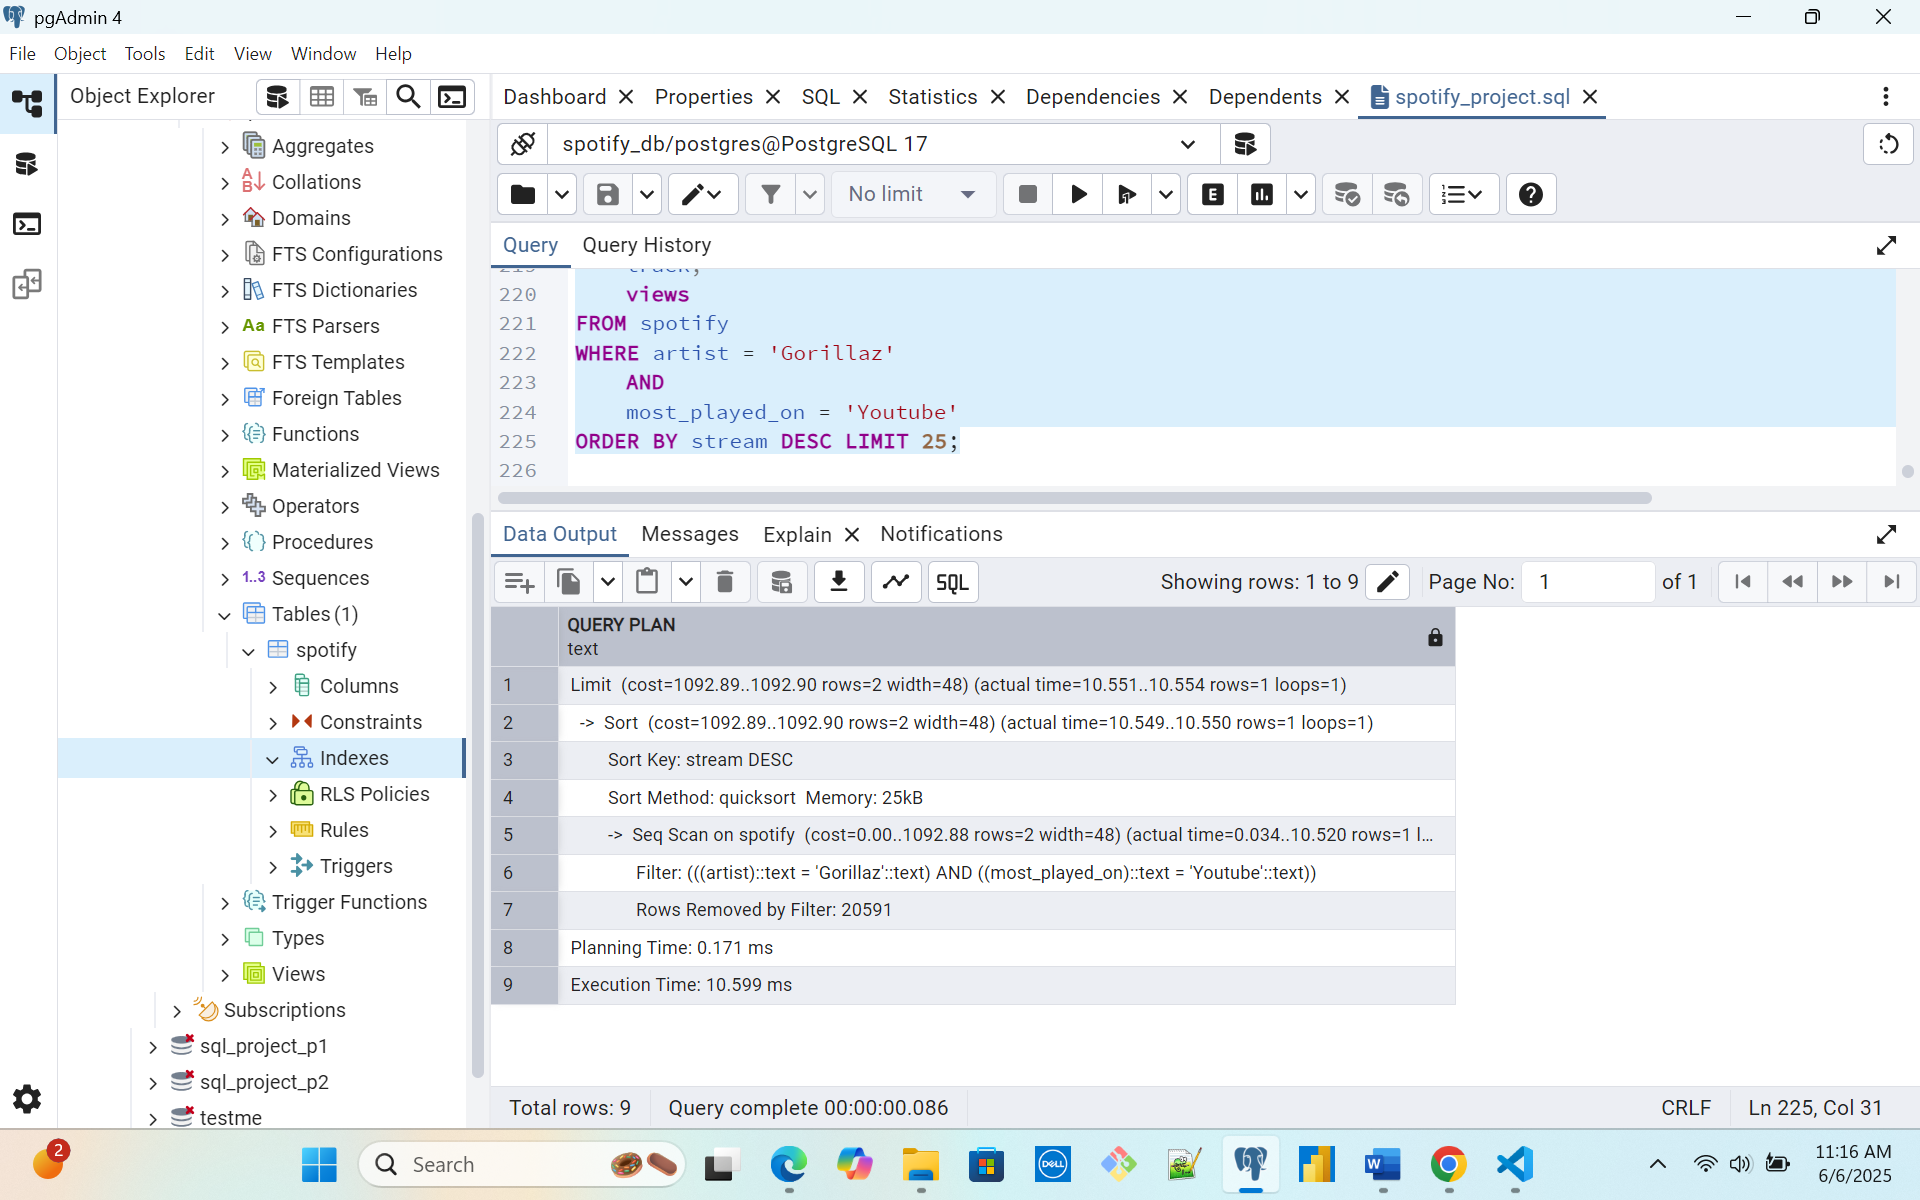 pgAdmin 4
File Object Tools Edit View Window Help
Object Explorer
Dashboard Properties SQL Statistics Dependencies Dependents spotify_project.sql
spotify_db/postgres@PostgreSQL 17
No limit
E
Query Query History
Aggregates
Collations
Domains
FTS Configurations
FTS Dictionaries
Aa FTS Parsers
FTS Templates
Foreign Tables
Functions
Materialized Views
Operators
Procedures
1..3 Sequences
Tables (1)
spotify
Columns
Constraints
Indexes
RLS Policies
Rules
Triggers
Trigger Functions
Types
Views
Subscriptions
sql_project_p1
sql_project_p2
testme
219 track,
220 views
221 FROM spotify
222 WHERE artist = 'Gorillaz'
223 AND
224 most_played_on = 'Youtube'
225 ORDER BY stream DESC LIMIT 25;
226
Data Output Messages Explain Notifications
SQL Showing rows: 1 to 9 Page No: 1 of 1
QUERY PLAN
text
1 Limit (cost=1092.89..1092.90 rows=2 width=48) (actual time=10.551..10.554 rows=1 loops=1)
2 -> Sort (cost=1092.89..1092.90 rows=2 width=48) (actual time=10.549..10.550 rows=1 loops=1)
3 Sort Key: stream DESC
4 Sort Method: quicksort Memory: 25kB
5 -> Seq Scan on spotify (cost=0.00..1092.88 rows=2 width=48) (actual time=0.034..10.520 rows=1 l...
6 Filter: (((artist)::text = 'Gorillaz'::text) AND ((most_played_on)::text = 'Youtube'::text))
7 Rows Removed by Filter: 20591
8 Planning Time: 0.171 ms
9 Execution Time: 10.599 ms
Total rows: 9 Query complete 00:00:00.086 CRLF Ln 225, Col 31
2
Search
DELL
W
11:16 AM
6/6/2025